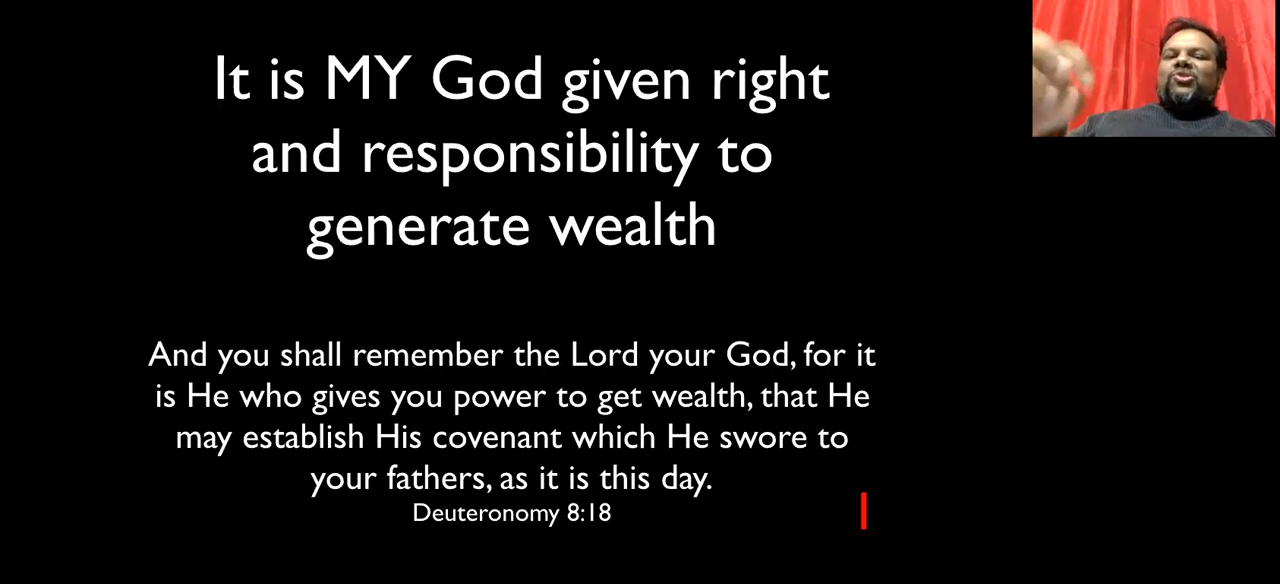 It is MY God given right
and responsibility to
generate wealth
And you shall remember the Lord your God, for it
is He who gives you power to get wealth, that He
may establish His covenant which He swore to
your fathers, as it is this day.
Deuteronomy 8:18